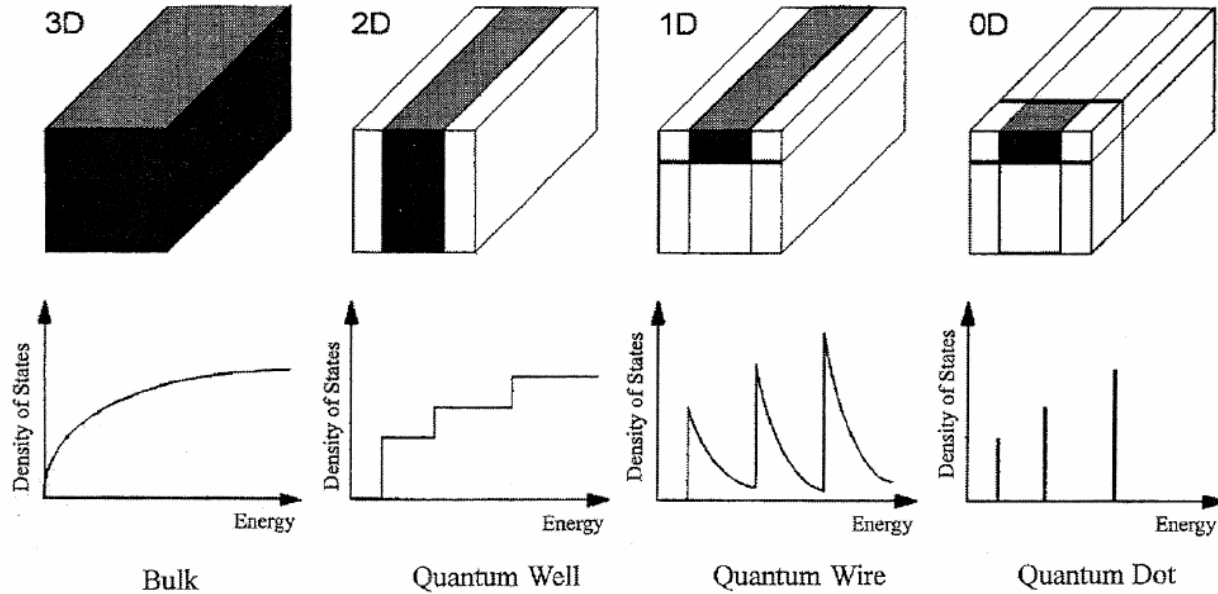 3D
2D
1D
0D
Density of States
Energy
Density of States
Energy
Density of States
Energy
Density of States
Energy
Bulk
Quantum Well
Quantum Wire
Quantum Dot